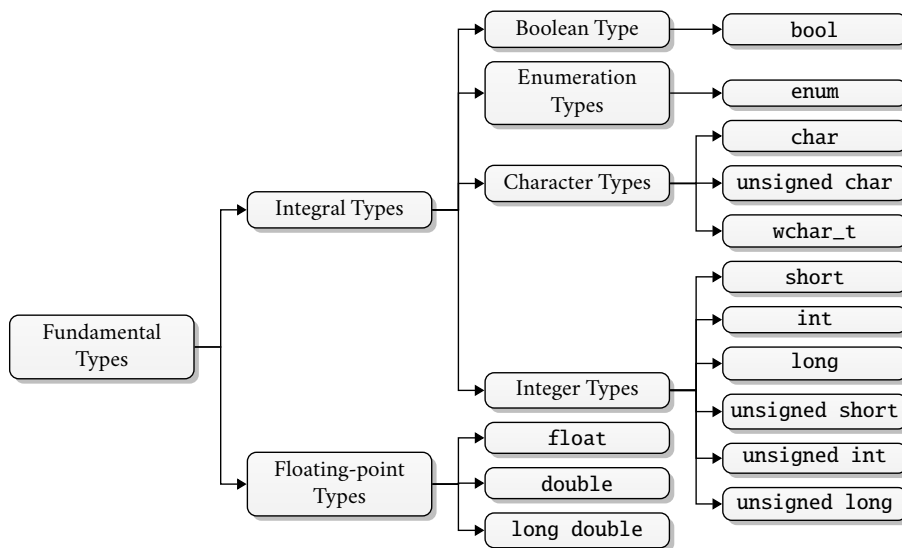 Boolean Type
bool
Enumeration
Types
enum
char
Character Types
unsigned char
Integral Types
wchar_t
short
Fundamental
Types
int
long
Integer Types
unsigned short
float
Floating-point
Types
unsigned int
double
unsigned long
long double